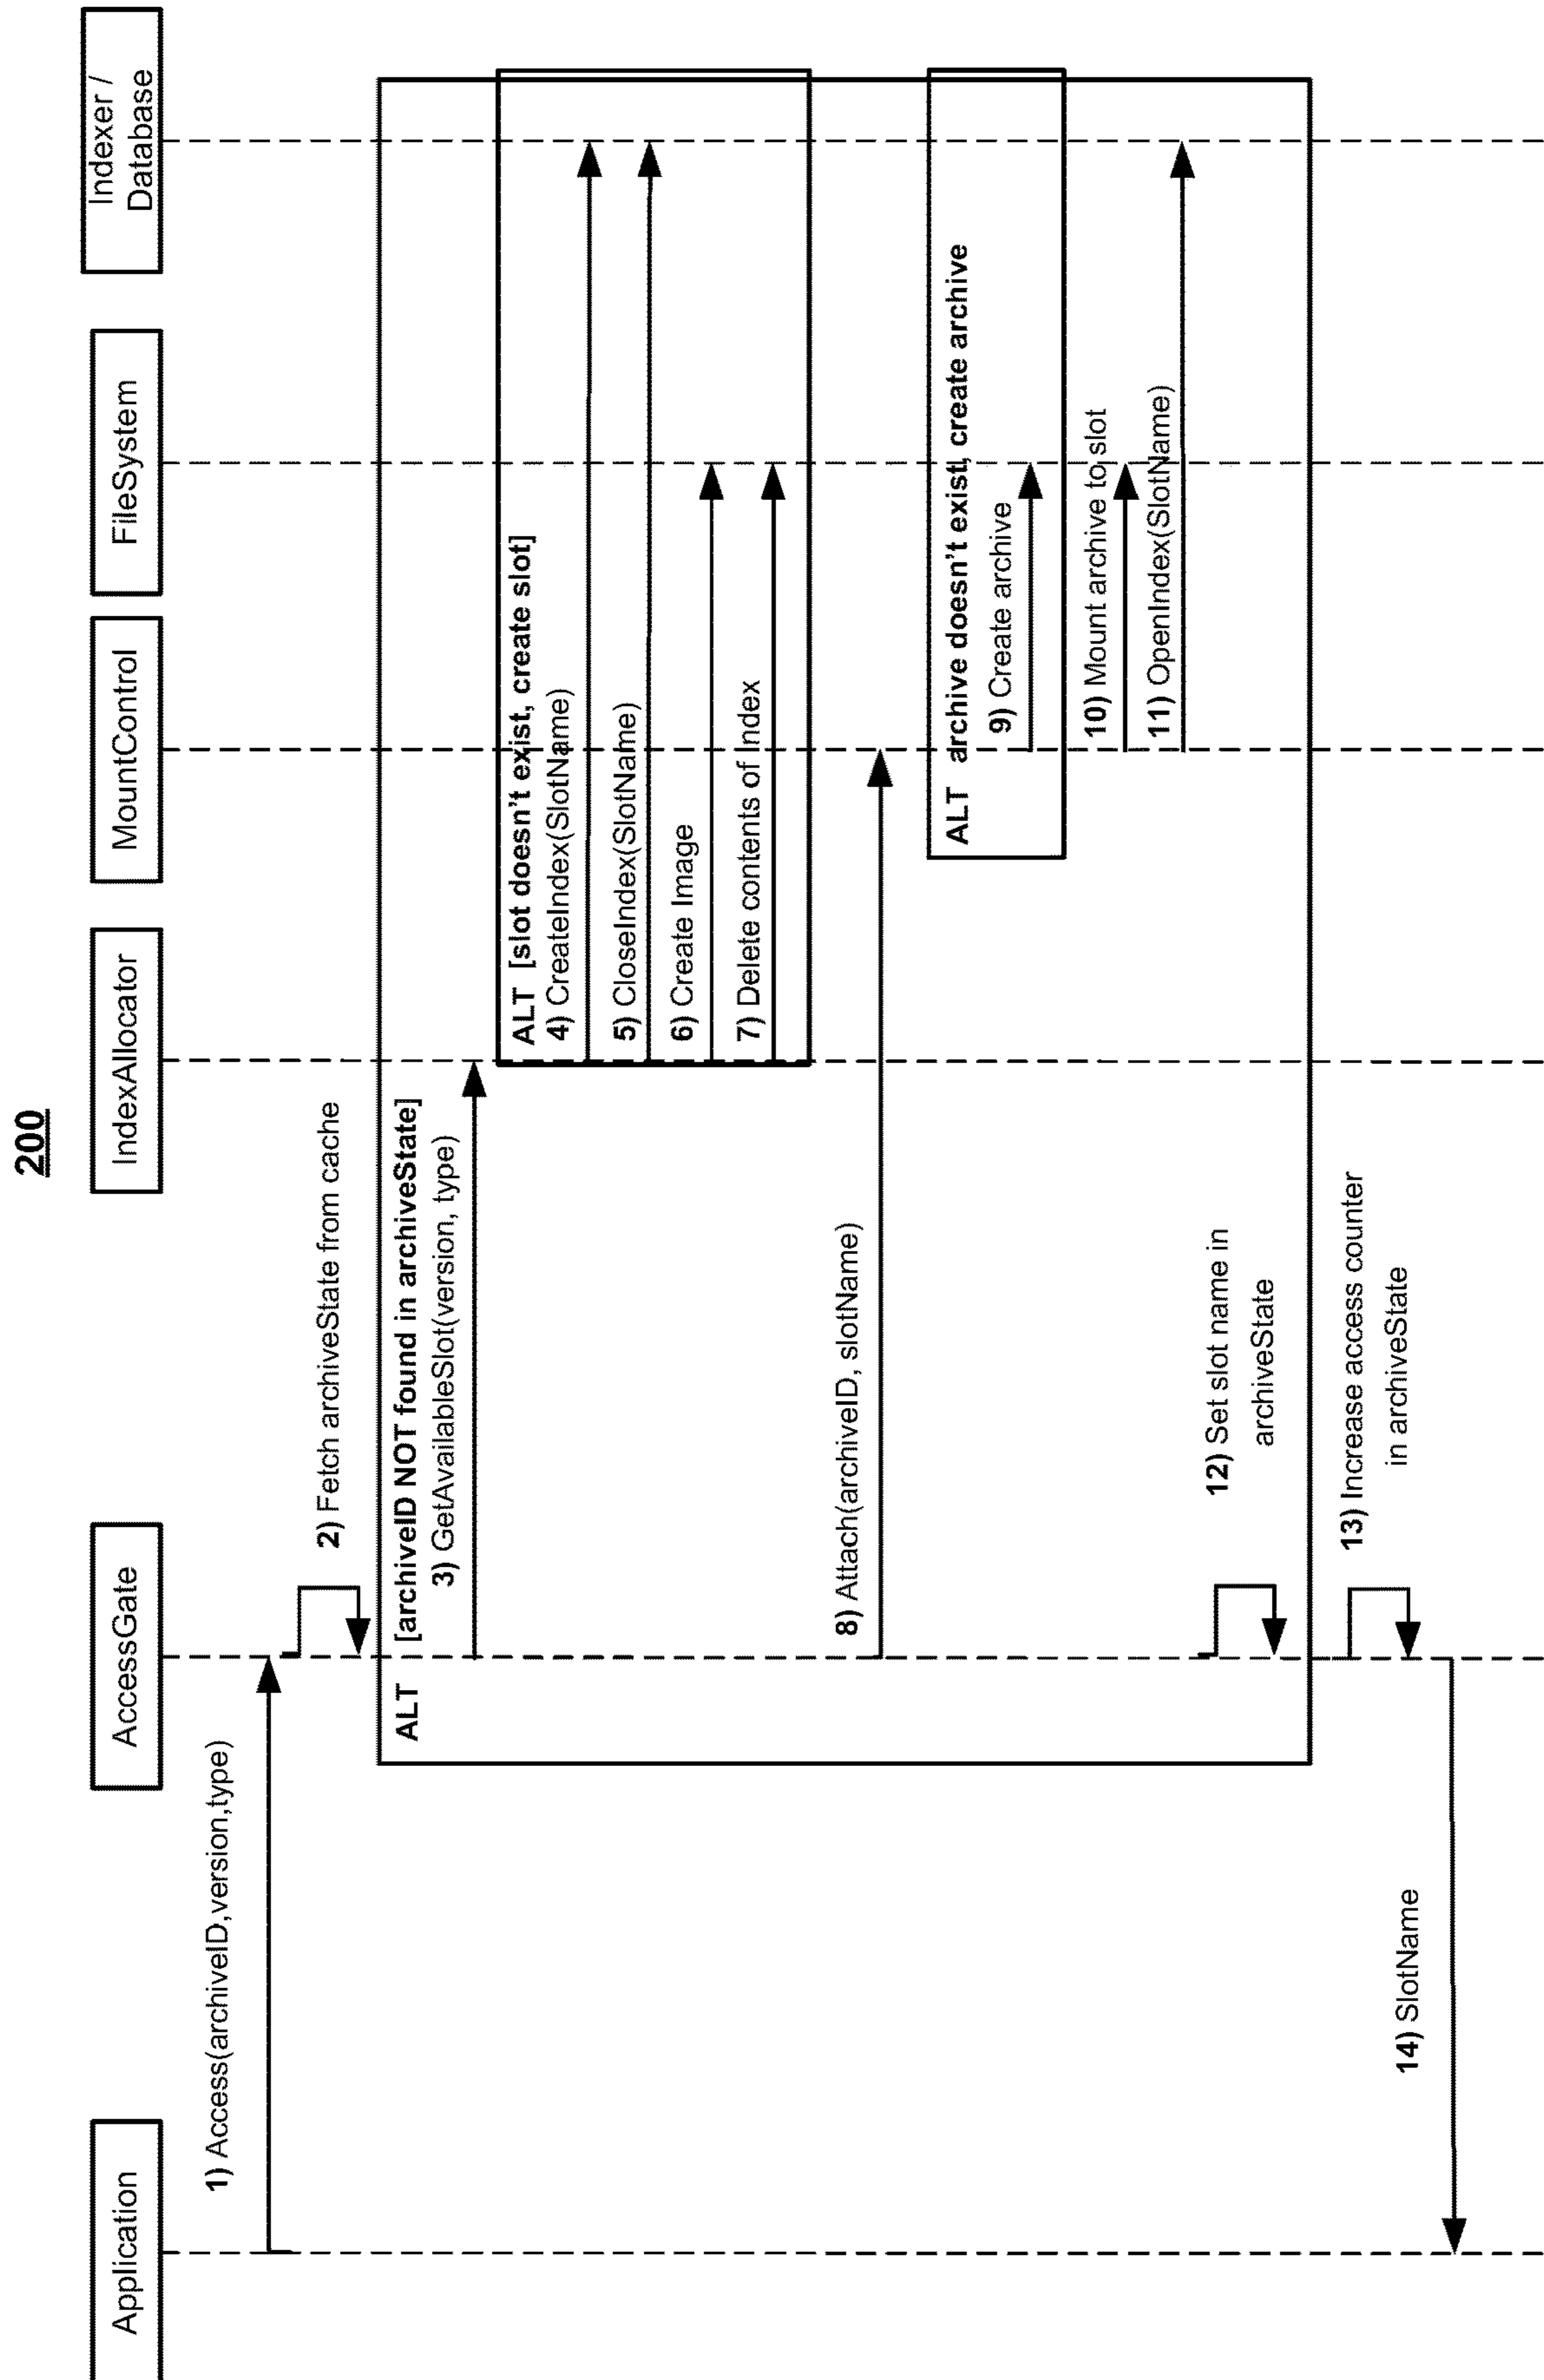 200
Application
AccessGate
IndexAllocator
MountControl
FileSystem
Indexer /
Database
1) Access(archiveID,version,type)
2) Fetch archiveState from cache
ALT [archiveID NOT found in archiveState]
3) GetAvailableSlot(version, type)
ALT [slot doesn't exist, create slot]
4) CreateIndex(SlotName)
5) CloseIndex(SlotName)
6) Create Image
7) Delete contents of Index
8) Attach(archiveID, slotName)
ALT archive doesn't exist, create archive
9) Create archive
10) Mount archive to slot
11) OpenIndex(SlotName)
12) Set slot name in
archiveState
13) Increase access counter
in archiveState
14) SlotName